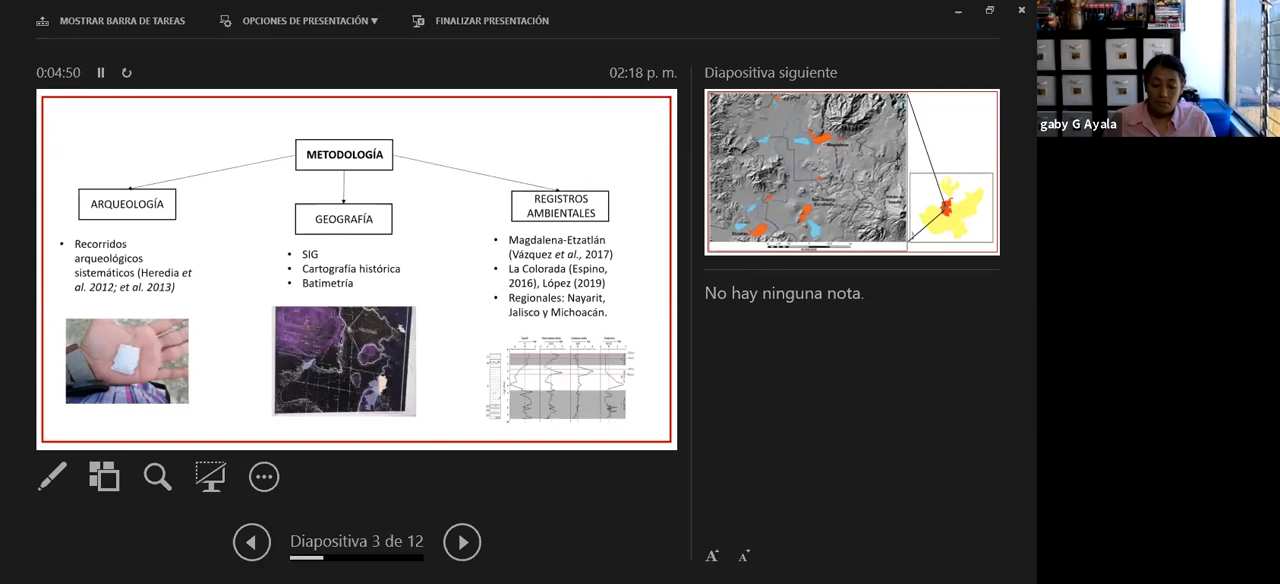 MOSTRAR BARRA DE TAREAS
OPCIONES DE PRESENTACIÓN ▼
FINALIZAR PRESENTACIÓN
0:04:50
02:18 p. m.
METODOLOGÍA
ARQUEOLOGÍA
• Recorridos
arqueológicos
sistemáticos (Heredia et
al. 2012; et al. 2013)
GEOGRAFÍA
• SIG
• Cartografía histórica
• Batimetría
REGISTROS
AMBIENTALES
• Magdalena-Etzatlán
(Vázquez et al., 2017)
• La Colorada (Espino,
2016), López (2019)
• Regionales: Nayarit,
Jalisco y Michoacán.
Diapositiva 3 de 12
Diapositiva siguiente
Magdalena
Etzatlán
No hay ninguna nota.
A A
gaby G Ayala